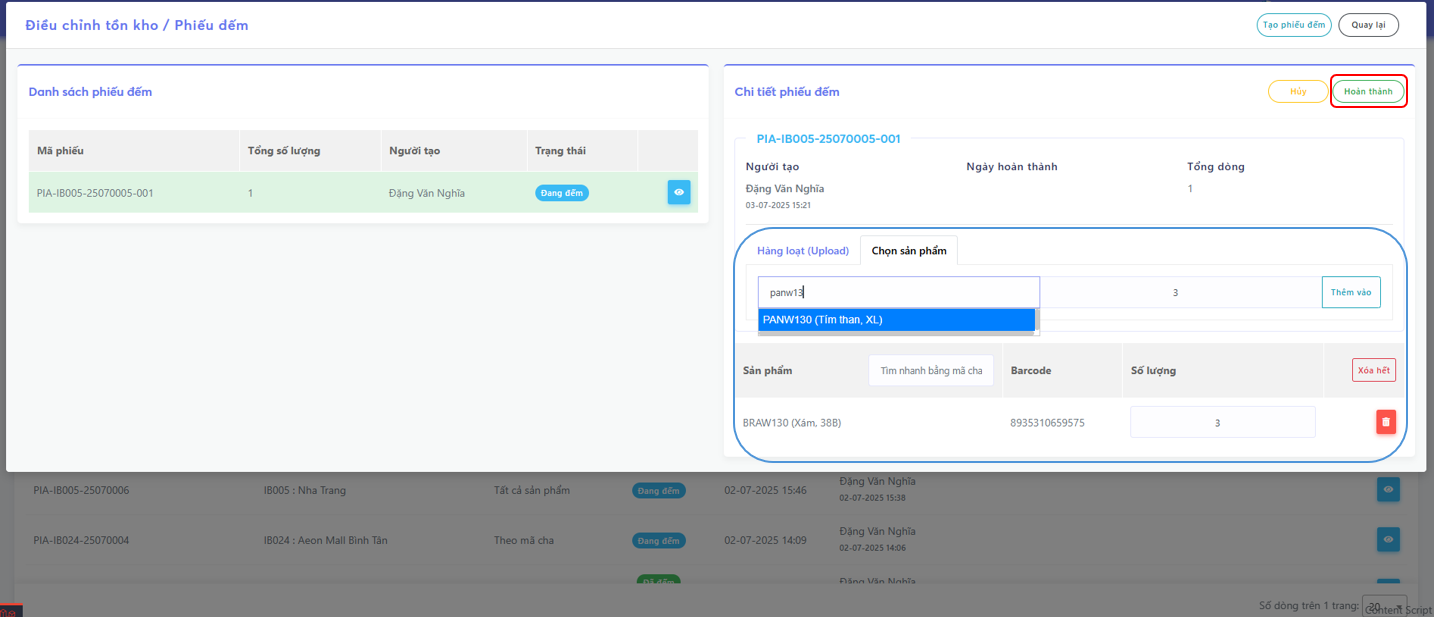 Điều chỉnh tồn kho / Phiếu đếm
Tạo phiếu đếm
Quay lại
Danh sách phiếu đếm
Mã phiếu Tổng số lượng Người tạo Trạng thái
PIA-IB005-25070005-001 1 Đặng Văn Nghĩa Đang đếm
Chi tiết phiếu đếm
Hủy
Hoàn thành
PIA-IB005-25070005-001
Người tạo Ngày hoàn thành Tổng dòng
Đặng Văn Nghĩa 1
03-07-2025 15:21
Hàng loạt (Upload) Chọn sản phẩm
panw13 3 Thêm vào
PANW130 (Tím than, XL)
Sản phẩm Tìm nhanh bằng mã cha Barcode Số lượng Xóa hết
BRAW130 (Xám, 38B) 8935310659575 3
PIA-IB005-25070006 IB005 : Nha Trang Tất cả sản phẩm Đang đếm 02-07-2025 15:46 Đặng Văn Nghĩa
02-07-2025 15:38
PIA-IB024-25070004 IB024 : Aeon Mall Bình Tân Theo mã cha Đang đếm 02-07-2025 14:09 Đặng Văn Nghĩa
02-07-2025 14:06
Đã đếm Đặng Văn Nghĩa
Số dòng trên 1 trang: 20
Content Script